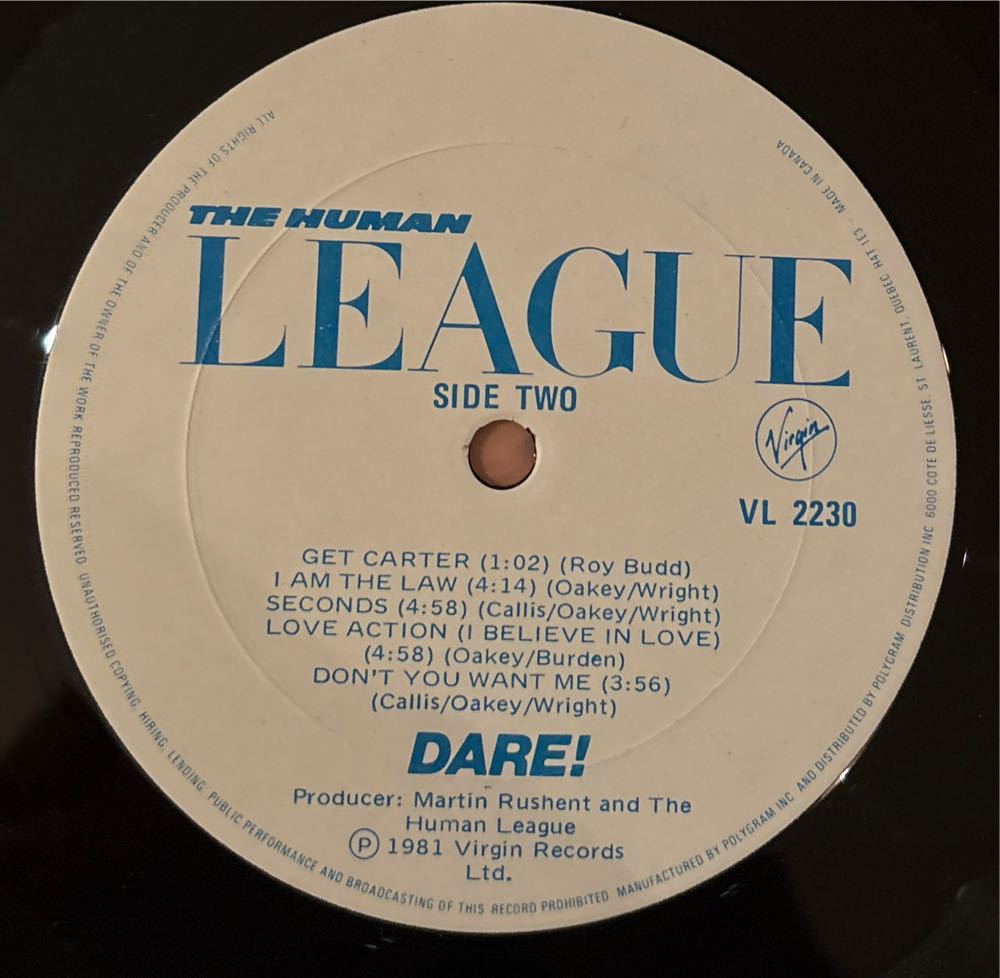 THE HUMAN
LEAGUE
SIDE TWO
Virgin
VL 2230
GET CARTER (1:02) (Roy Budd)
I AM THE LAW (4:14) (Oakey/Wright)
SECONDS (4:58) (Callis/Oakey/Wright)
LOVE ACTION (I BELIEVE IN LOVE)
(4:58) (Oakey/Burden)
DON'T YOU WANT ME (3:56)
(Callis/Oakey/Wright)
DARE!
Producer: Martin Rushent and The
Human League
Ⓟ 1981 Virgin Records
Ltd.
ALL RIGHTS OF THE PRODUCER AND OF THE OWNER OF THE WORK REPRODUCED RESERVED UNAUTHORISED COPYING, HIRING, LENDING, PUBLIC PERFORMANCE AND BROADCASTING OF THIS RECORD PROHIBITED MANUFACTURED BY POLYGRAM INC AND DISTRIBUTED BY POLYGRAM DISTRIBUTION INC 6000 COTE DE LIESSE, ST LAURENT, QUEBEC H4T 1E3 - MADE IN CANADA